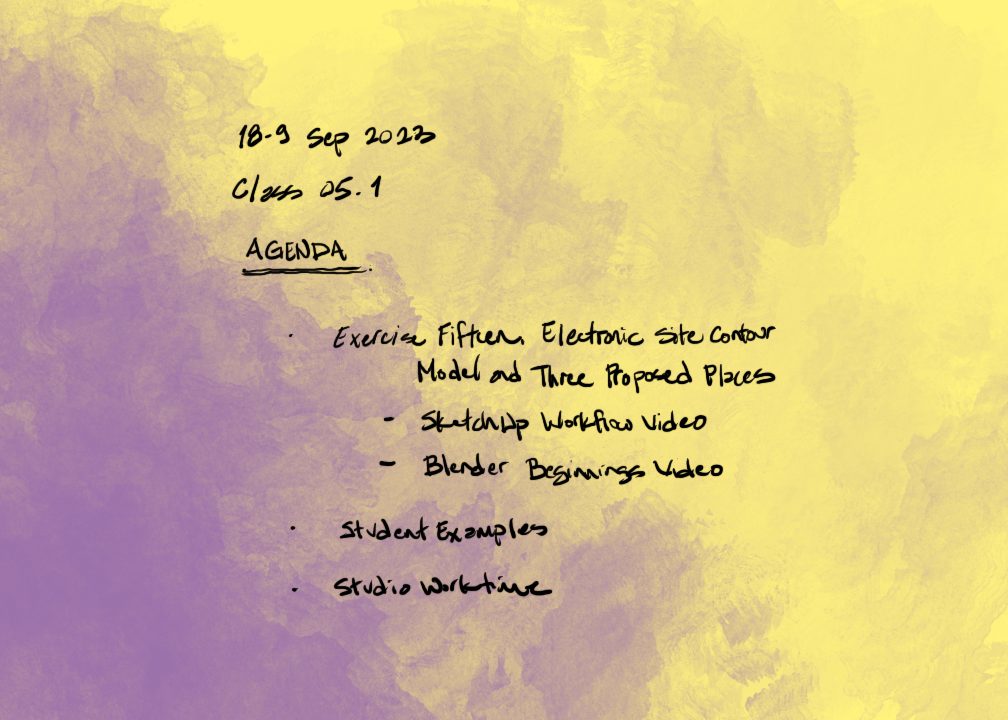 18-9 Sep 2023
Class 05.1
AGENDA
· Exercise Fifteen, Electronic Site Contour
Model and Three Proposed Places
- SketchUp Workflow Video
- Blender Beginnings Video
· Student Examples
· Studio Worktime